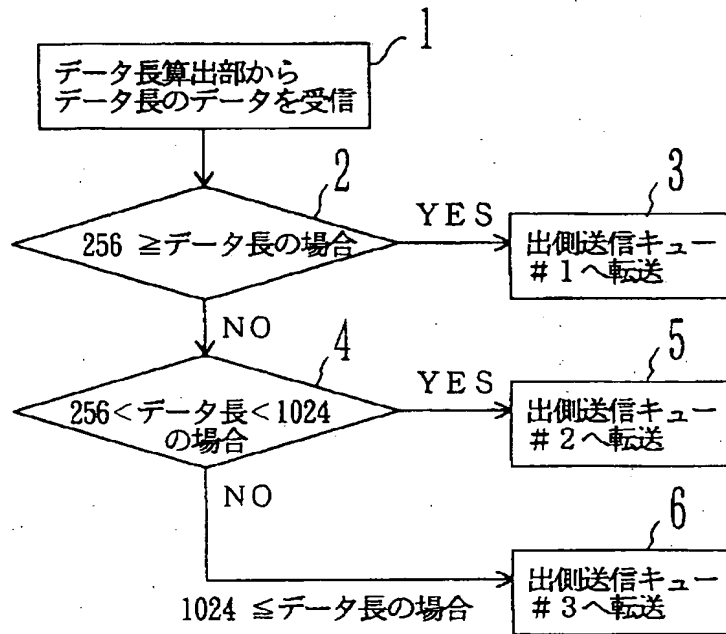 1
データ長算出部から
データ長のデータを受信
2
256 ≧データ長の場合
YES
3
出側送信キュー
#1へ転送
NO
4
256<データ長<1024
の場合
YES
5
出側送信キュー
#2へ転送
NO
6
出側送信キュー
#3へ転送
1024 ≦データ長の場合